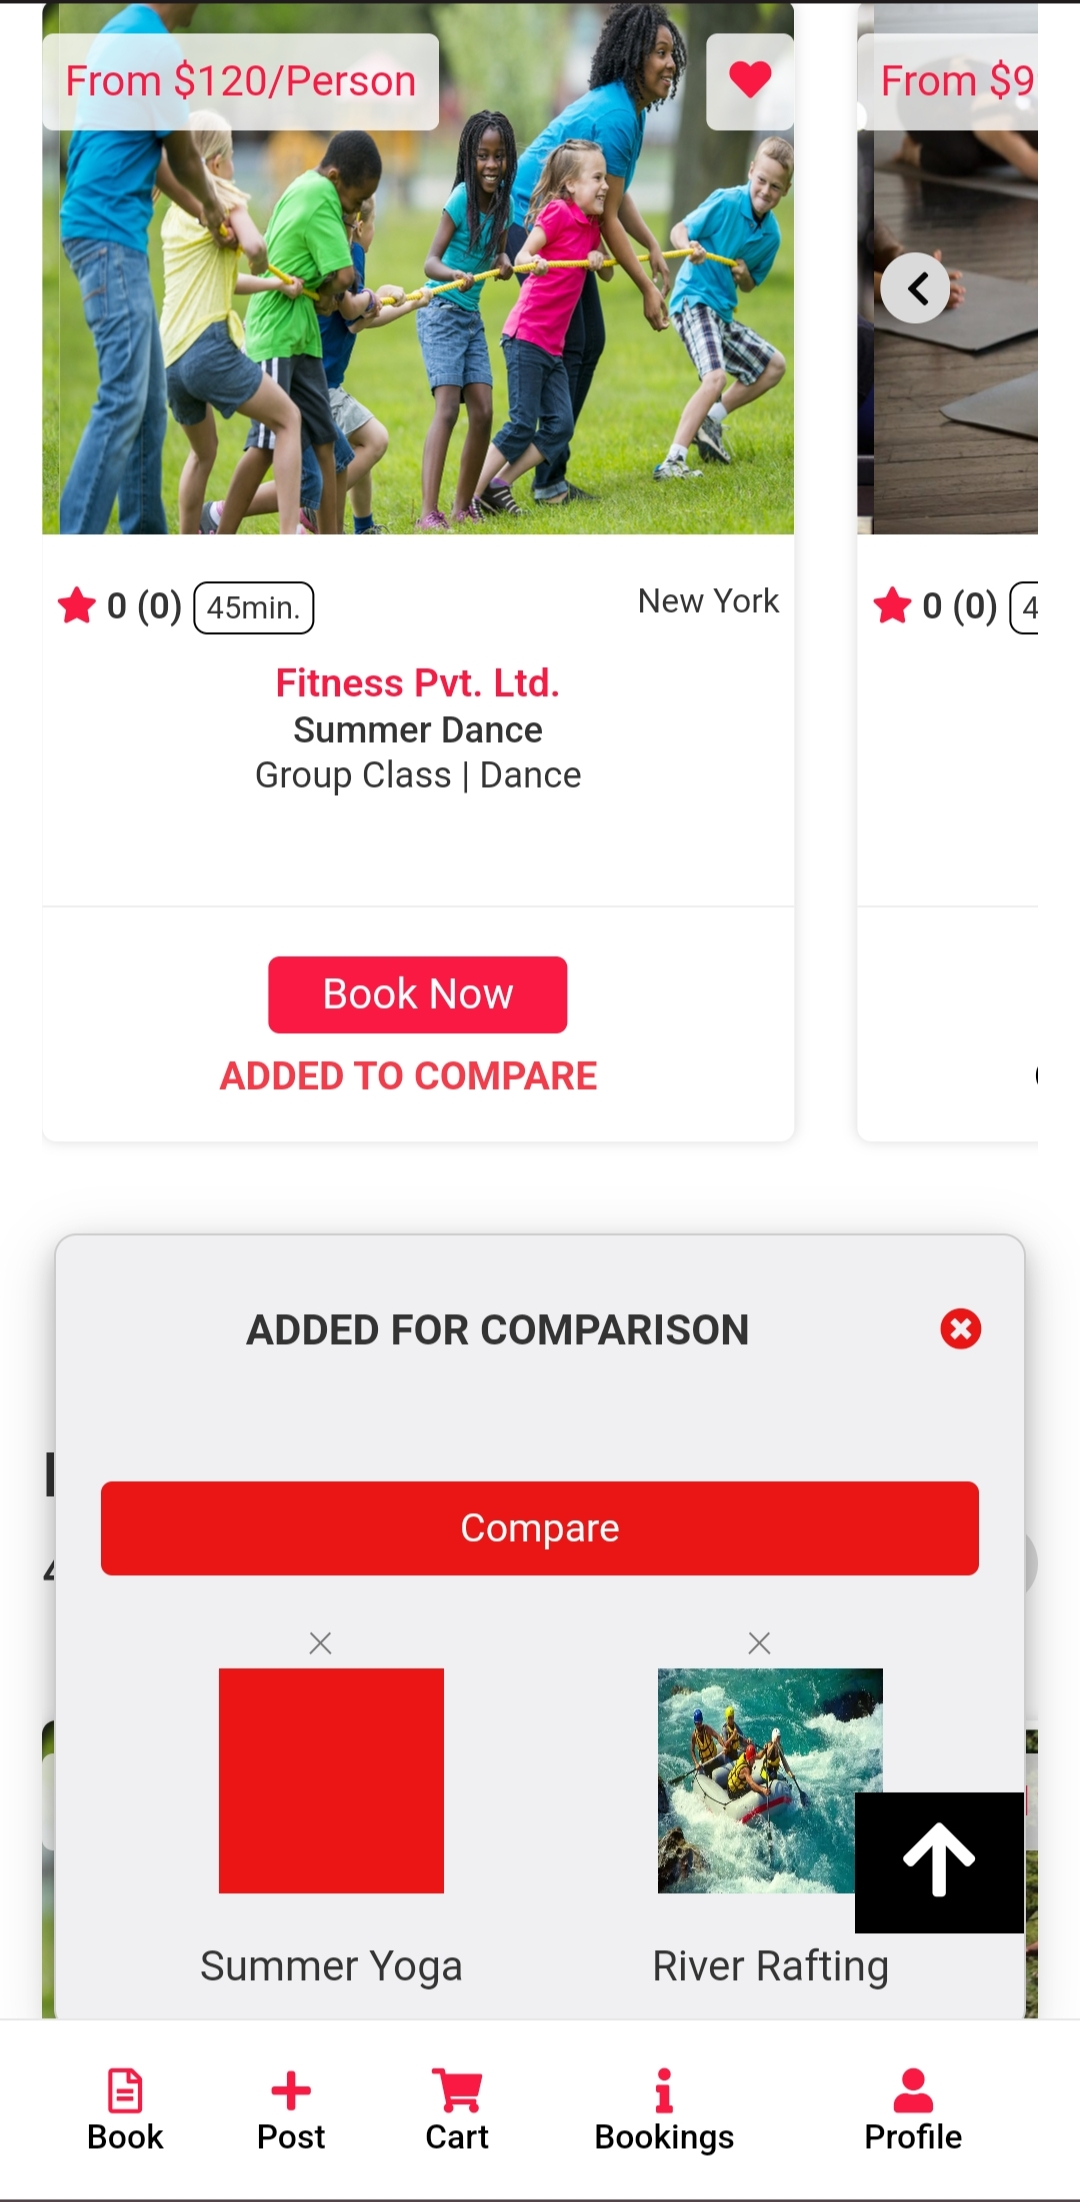 From $120/Person
From $9
0 (0) 45min.
New York
0 (0) 4
Fitness Pvt. Ltd.
Summer Dance
Group Class | Dance
Book Now
ADDED TO COMPARE
ADDED FOR COMPARISON
Compare
Summer Yoga
River Rafting
Book
Post
Cart
Bookings
Profile